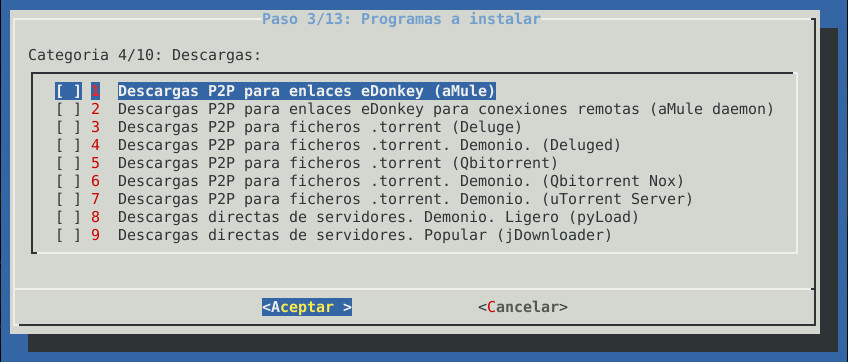 Paso 3/13: Programas a instalar
Categoria 4/10: Descargas:
[ ] 1 Descargas P2P para enlaces eDonkey (aMule)
[ ] 2 Descargas P2P para enlaces eDonkey para conexiones remotas (aMule daemon)
[ ] 3 Descargas P2P para ficheros .torrent (Deluge)
[ ] 4 Descargas P2P para ficheros .torrent. Demonio. (Deluged)
[ ] 5 Descargas P2P para ficheros .torrent (Qbitorrent)
[ ] 6 Descargas P2P para ficheros .torrent. Demonio. (Qbitorrent Nox)
[ ] 7 Descargas P2P para ficheros .torrent. Demonio. (uTorrent Server)
[ ] 8 Descargas directas de servidores. Demonio. Ligero (pyLoad)
[ ] 9 Descargas directas de servidores. Popular (jDownloader)
<Aceptar > <Cancelar>